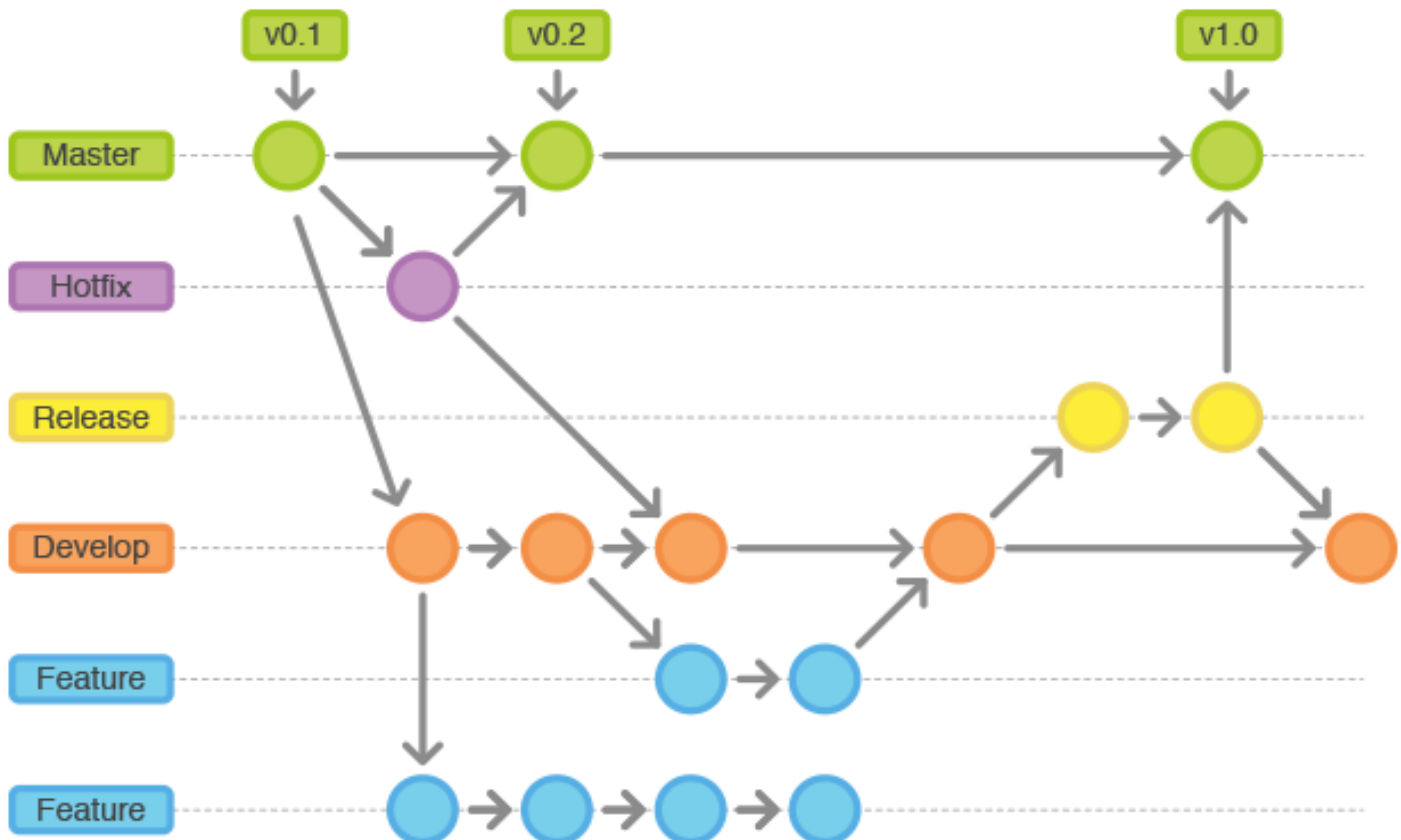 v0.1
v0.2
v1.0
Master
Hotfix
Release
Develop
Feature
Feature